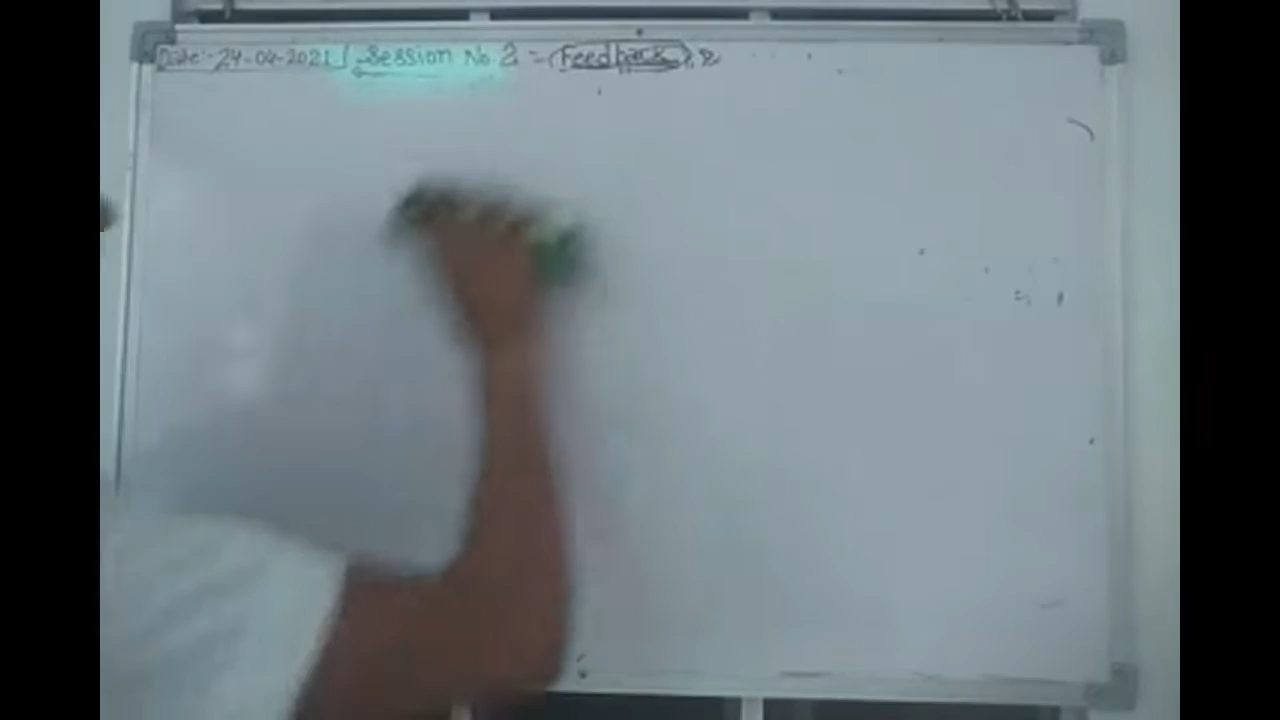 Date:- 24-04-2021 | Session No 2 = Feedback